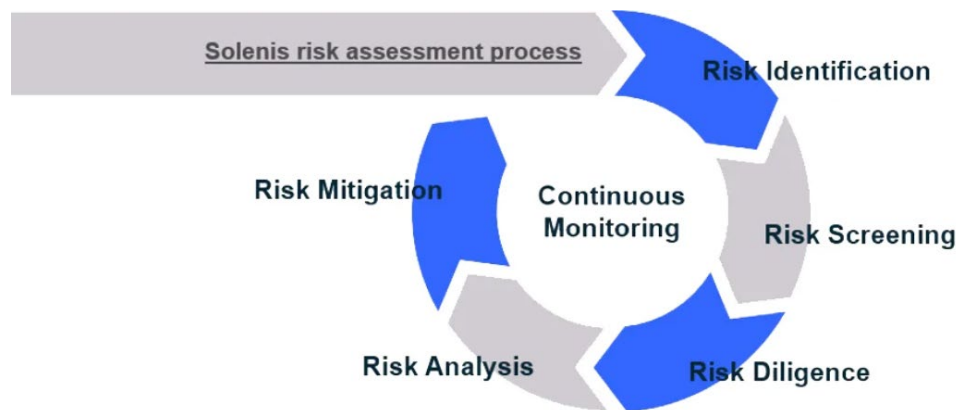 Solenis risk assessment process
Risk Identification
Risk Screening
Risk Diligence
Risk Analysis
Risk Mitigation
Continuous
Monitoring